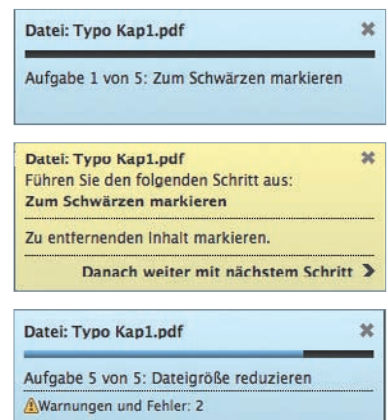 Datei: Typo Kap1.pdf
Aufgabe 1 von 5: Zum Schwärzen markieren
Datei: Typo Kap1.pdf
Führen Sie den folgenden Schritt aus:
Zum Schwärzen markieren
Zu entfernenden Inhalt markieren.
Danach weiter mit nächstem Schritt
Datei: Typo Kap1.pdf
Aufgabe 5 von 5: Dateigröße reduzieren
Warnungen und Fehler: 2